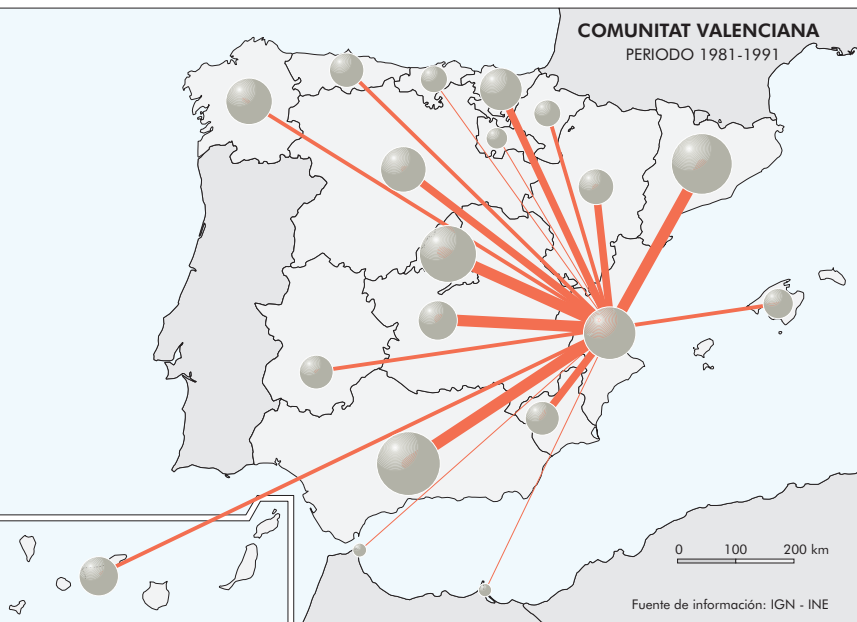 COMUNITAT VALENCIANA
PERIODO 1981-1991
0 100 200 km
Fuente de información: IGN - INE